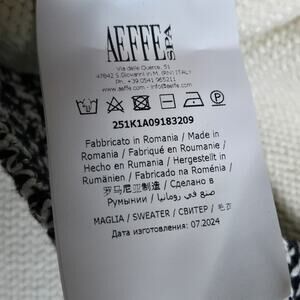 AEFFE SPA
Via delle Querce, 51
47842 S.Giovanni in M. (RN) ITALY
Ph. +39 0541 965211
www.aeffe.com - info@aeffe.com
251K1A09183209
Fabbricato in Romania / Made in
Romania / Fabriqué en Roumanie /
Hecho en Rumania / Hergestellt in
Rumänien / Fabricado na Roménia /
罗马尼亚制造 / Сделано в
Румынии / صنع في رومانيا
MAGLIA / SWEATER / СВИТЕР / 毛衣
Дата изготовления: 07.2024